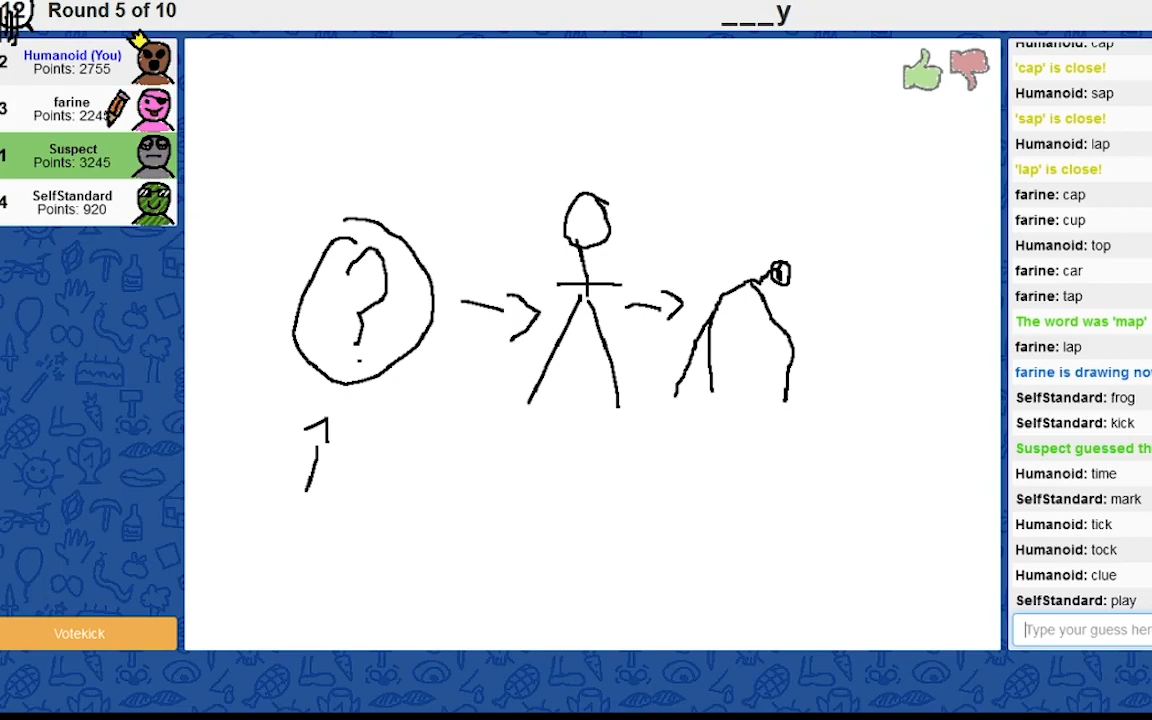 12
Round 5 of 10
___y
2
Humanoid (You)
Points: 2755
3
farine
Points: 2245
1
Suspect
Points: 3245
4
SelfStandard
Points: 920
Votekick
?
Humanoid: cap
'cap' is close!
Humanoid: sap
'sap' is close!
Humanoid: lap
'lap' is close!
farine: cap
farine: cup
Humanoid: top
farine: car
farine: tap
The word was 'map'
farine: lap
farine is drawing no
SelfStandard: frog
SelfStandard: kick
Suspect guessed th
Humanoid: time
SelfStandard: mark
Humanoid: tick
Humanoid: tock
Humanoid: clue
SelfStandard: play
Type your guess her